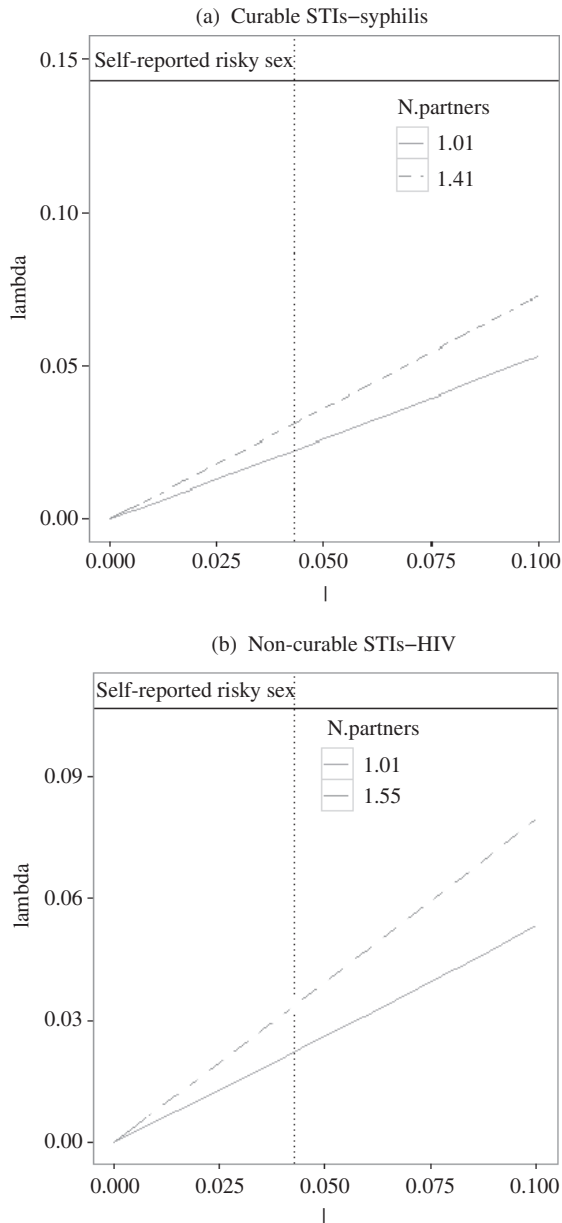 (a) Curable STIs−syphilis
0.15
Self-reported risky sex
N.partners
1.01
1.41
0.10
lambda
0.05
0.00
0.000 0.025 0.050 0.075 0.100
I
(b) Non-curable STIs−HIV
Self-reported risky sex
N.partners
1.01
1.55
0.09
lambda
0.06
0.03
0.00
0.000 0.025 0.050 0.075 0.100
I